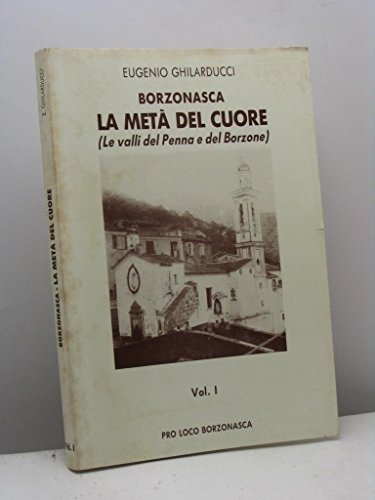 EUGENIO GHILARDUCCI
BORZONASCA
LA METÀ DEL CUORE
(Le valli del Penna e del Borzone)
Vol. I
PRO LOCO BORZONASCA
E. GHILARDUCCI
BORZONASCA - LA METÀ DEL CUORE
Vol. I